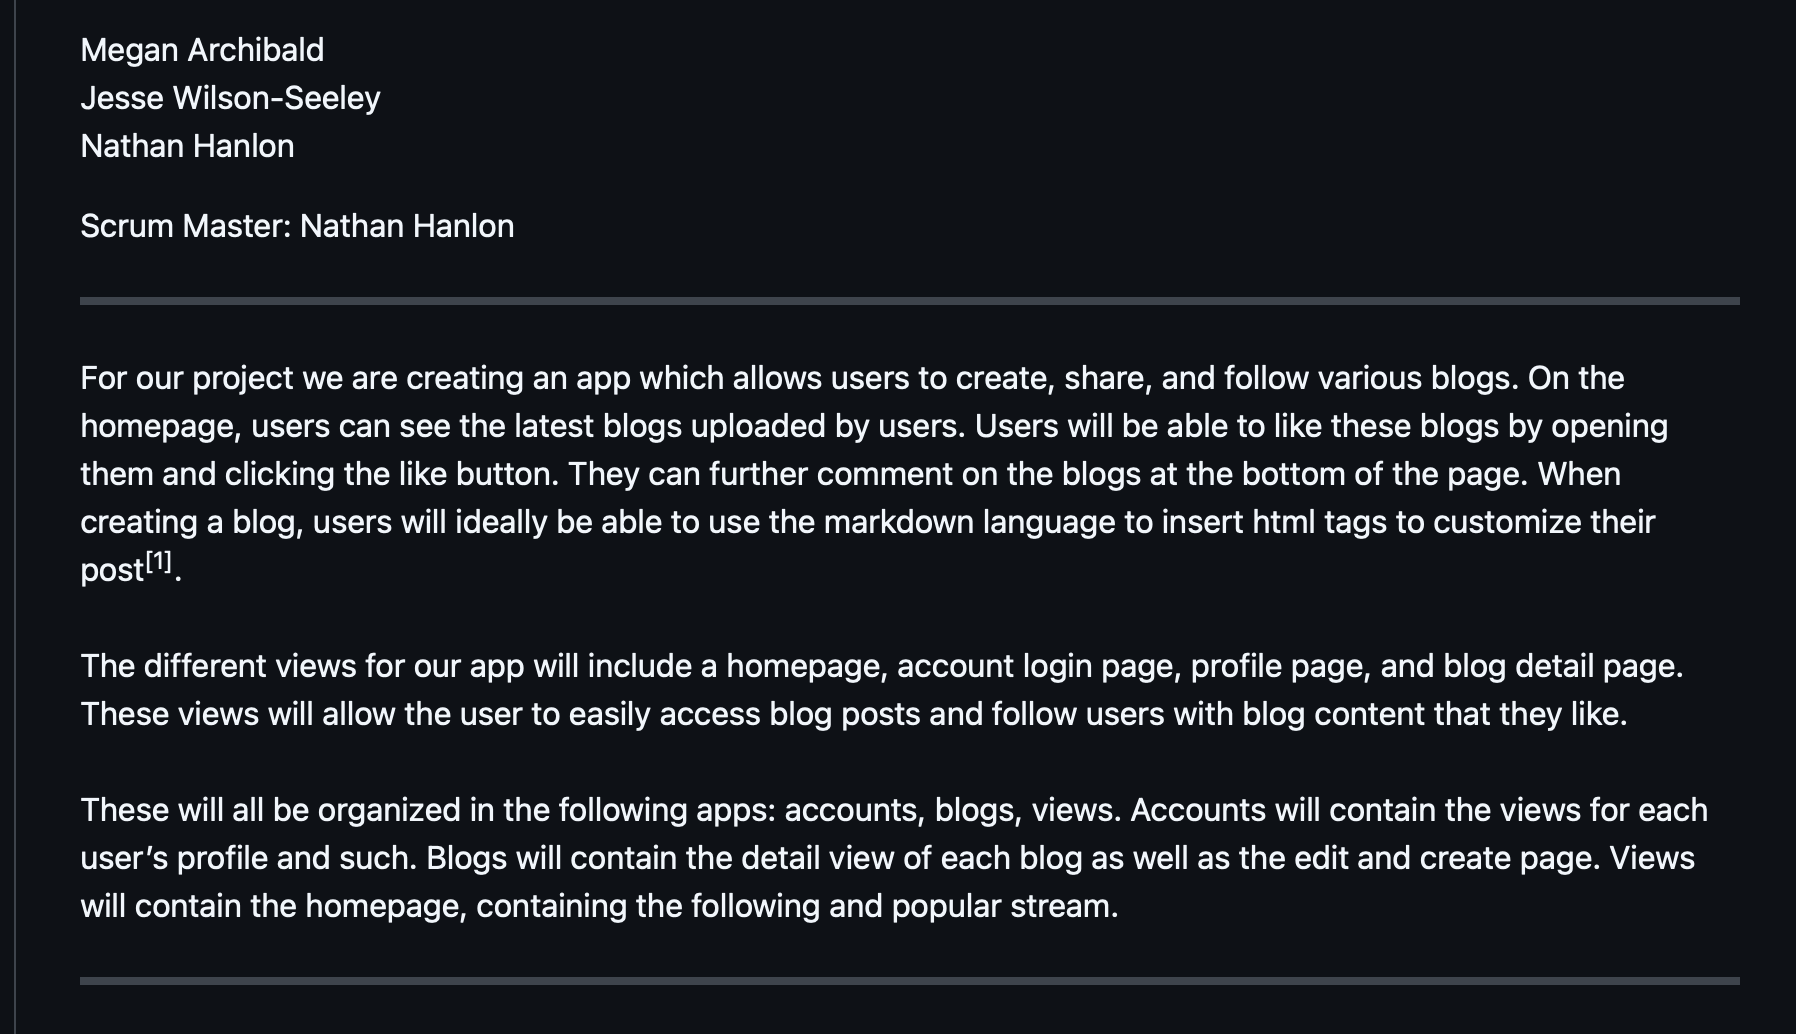 Megan Archibald
Jesse Wilson-Seeley
Nathan Hanlon
Scrum Master: Nathan Hanlon
For our project we are creating an app which allows users to create, share, and follow various blogs. On the
homepage, users can see the latest blogs uploaded by users. Users will be able to like these blogs by opening
them and clicking the like button. They can further comment on the blogs at the bottom of the page. When
creating a blog, users will ideally be able to use the markdown language to insert html tags to customize their
post[1].
The different views for our app will include a homepage, account login page, profile page, and blog detail page.
These views will allow the user to easily access blog posts and follow users with blog content that they like.
These will all be organized in the following apps: accounts, blogs, views. Accounts will contain the views for each
user’s profile and such. Blogs will contain the detail view of each blog as well as the edit and create page. Views
will contain the homepage, containing the following and popular stream.